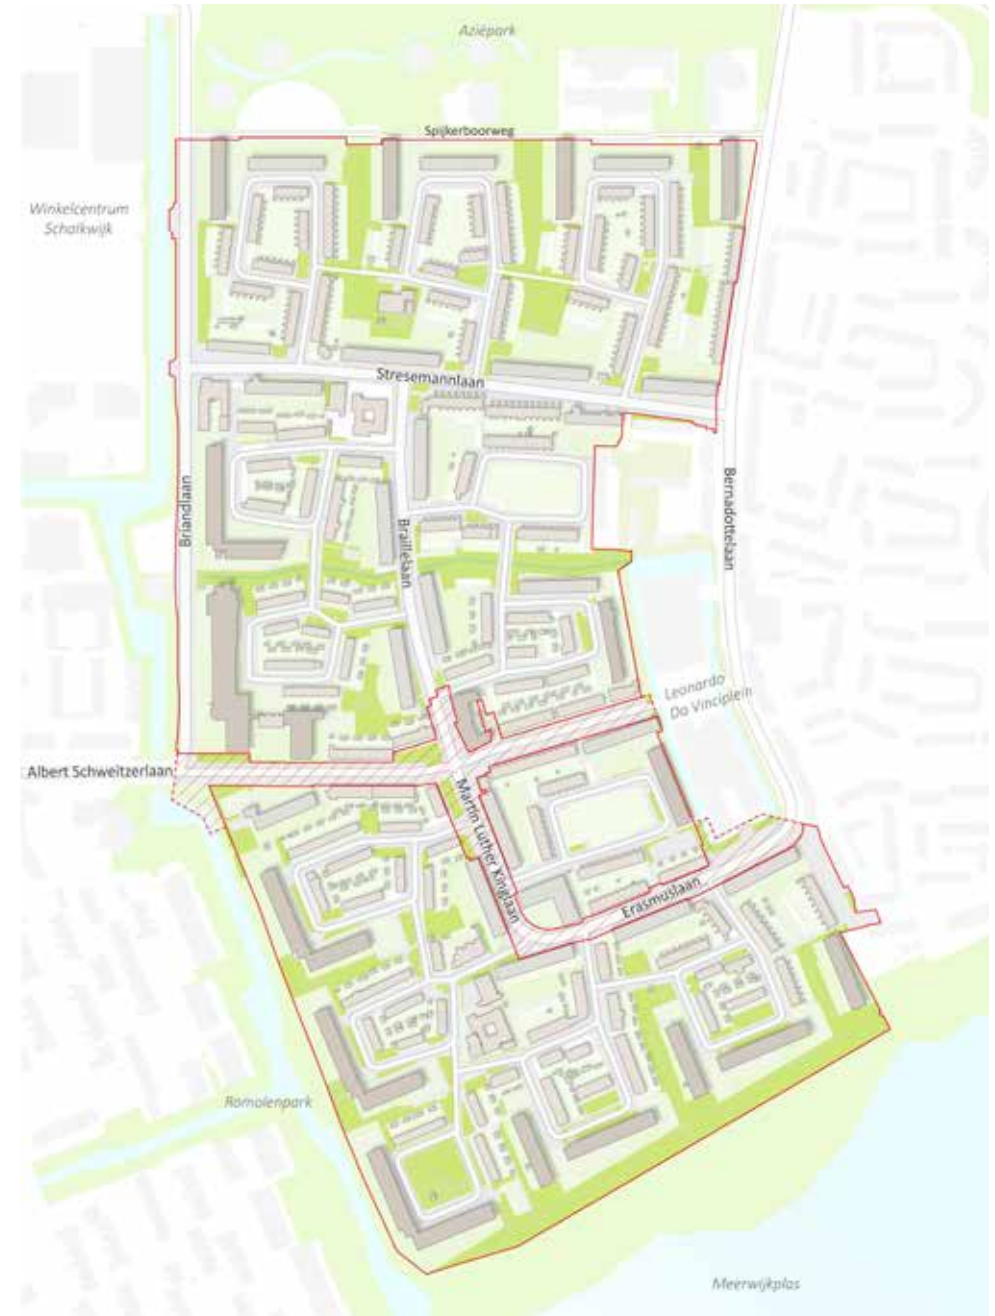 Aziëpark
Spijkerboorweg
Winkelcentrum
Schalkwijk
Stresemannlaan
Briandlaan
Braillelaan
Bernadottelaan
Leonardo
Da Vinciplein
Albert Schweitzerlaan
Martin Luther Kinglaan
Erasmuslaan
Romolenpark
Meerwijkplas